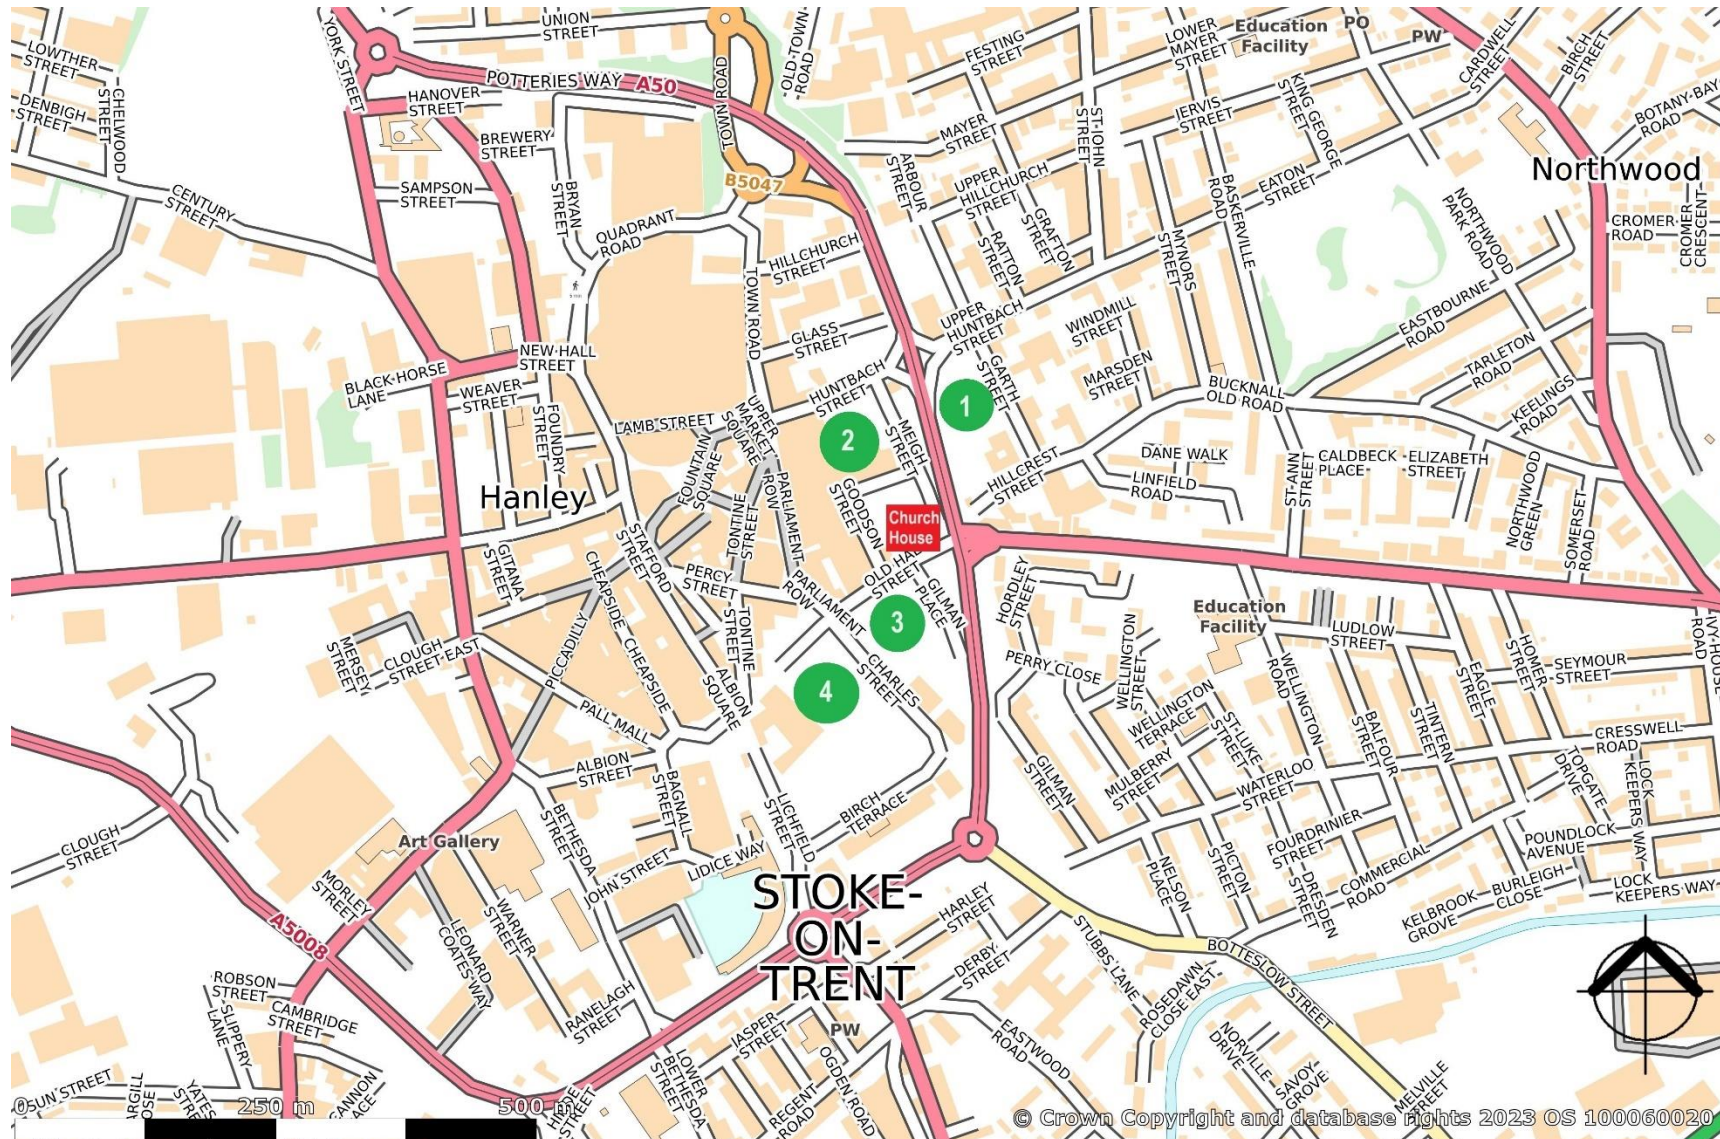 UNION
STREET
YORK STREET
LOWTHER
STREET
DENBIGH
STREET
CHELWOOD
STREET
POTTERIES WAY
A50
HANOVER
STREET
BREWERY
STREET
TOWN ROAD
OLD TOWN
ROAD
B5047
FESTING
STREET
LOWER
MAYER
STREET
Education
Facility
PO
PW
CARDWELL
STREET
BIRCH
STREET
BOTANY BAY
ROAD
MAYER
STREET
ST JOHN
STREET
JERVIS
STREET
KING GEORGE
STREET
Northwood
CENTURY
STREET
SAMPSON
STREET
BRYAN
STREET
QUADRANT
ROAD
ARBOUR
STREET
UPPER
HILLCHURCH
STREET
GRAFTON
STREET
RATTON
STREET
EATON
STREET
BASKERVILLE
ROAD
MYNORS
STREET
NORTHWOOD
PARK ROAD
CROMER
ROAD
CROMER
CRESCENT
HILLCHURCH
STREET
TOWN ROAD
GLASS
STREET
UPPER
HUNTBACH
STREET
WINDMILL
STREET
EASTBOURNE
ROAD
TARLETON
ROAD
KEELINGS
ROAD
NEW HALL
STREET
BLACK HORSE
LANE
WEAVER
STREET
FOUNDRY
STREET
LAMB STREET
HUNTBACH
STREET
MEIGH
STREET
GARTH
STREET
MARSDEN
STREET
BUCKNALL
OLD ROAD
1
2
UPPER
MARKET
SQUARE
FOUNTAIN
SQUARE
Hanley
TONTINE
STREET
PARLIAMENT
ROW
GOODSON
STREET
HILLCREST
STREET
DANE WALK
LINFIELD
ROAD
ST ANN
STREET
CALDBECK
PLACE
ELIZABETH
STREET
NORTHWOOD
GREEN
SOMERSET
ROAD
Church
House
GITANA
STREET
CHEAPSIDE
STAFFORD
STREET
PERCY
STREET
PARLIAMENT
ROW
OLD HALL
STREET
GILMAN
PLACE
HORDLEY
STREET
3
Education
Facility
LUDLOW
STREET
IVY HOUSE
ROAD
MERSEY
STREET
CLOUGH
STREET EAST
PICCADILLY
CHEAPSIDE
TONTINE
STREET
ALBION
SQUARE
4
CHARLES
STREET
PERRY CLOSE
WELLINGTON
STREET
WELLINGTON
TERRACE
WELLINGTON
ROAD
HOMER
STREET
EAGLE
STREET
SEYMOUR
STREET
PALL MALL
ALBION
STREET
BAGNALL
STREET
LICHFIELD
STREET
BIRCH
TERRACE
GILMAN
STREET
MULBERRY
STREET
ST LUKE
STREET
WATERLOO
STREET
BALFOUR
STREET
TINTERN
STREET
CRESSWELL
ROAD
TOPGATE
DRIVE
LOCK
KEEPERS WAY
CLOUGH
STREET
Art Gallery
BETHESDA
STREET
JOHN STREET
LIDICE WAY
FOURDRINIER
STREET
POUNDLOCK
AVENUE
MORLEY
STREET
A5008
LEONARD
COATES WAY
WARNER
STREET
STOKE-
ON-
TRENT
HARLEY
STREET
DERBY
STREET
STUBBS LANE
NELSON
PLACE
PICTON
STREET
DRESDEN
STREET
COMMERCIAL
ROAD
KELBROOK
GROVE
BURLEIGH
CLOSE
LOCK
KEEPERS WAY
BOTTESLOW STREET
ROBSON
STREET
SLIPPERY
LANE
CAMBRIDGE
STREET
RANELAGH
STREET
JASPER
STREET
PW
ROSEDAWN
CLOSE EAST
EASTWOOD
ROAD
NORVILLE
DRIVE
SAVOY
GROVE
MELVILLE
STREET
SUN STREET
YATES
CANNON
HINDE
STREET
LOWER
BETHESDA
STREET
REGENT
ROAD
OGDEN ROAD
0
250 m
500 m
© Crown Copyright and database rights 2023 OS 100060020